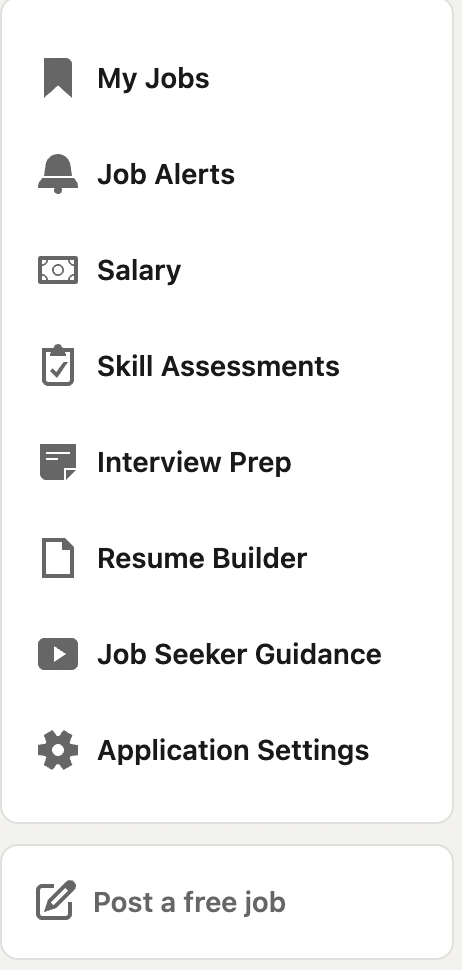 My Jobs
Job Alerts
Salary
Skill Assessments
Interview Prep
Resume Builder
Job Seeker Guidance
Application Settings
Post a free job